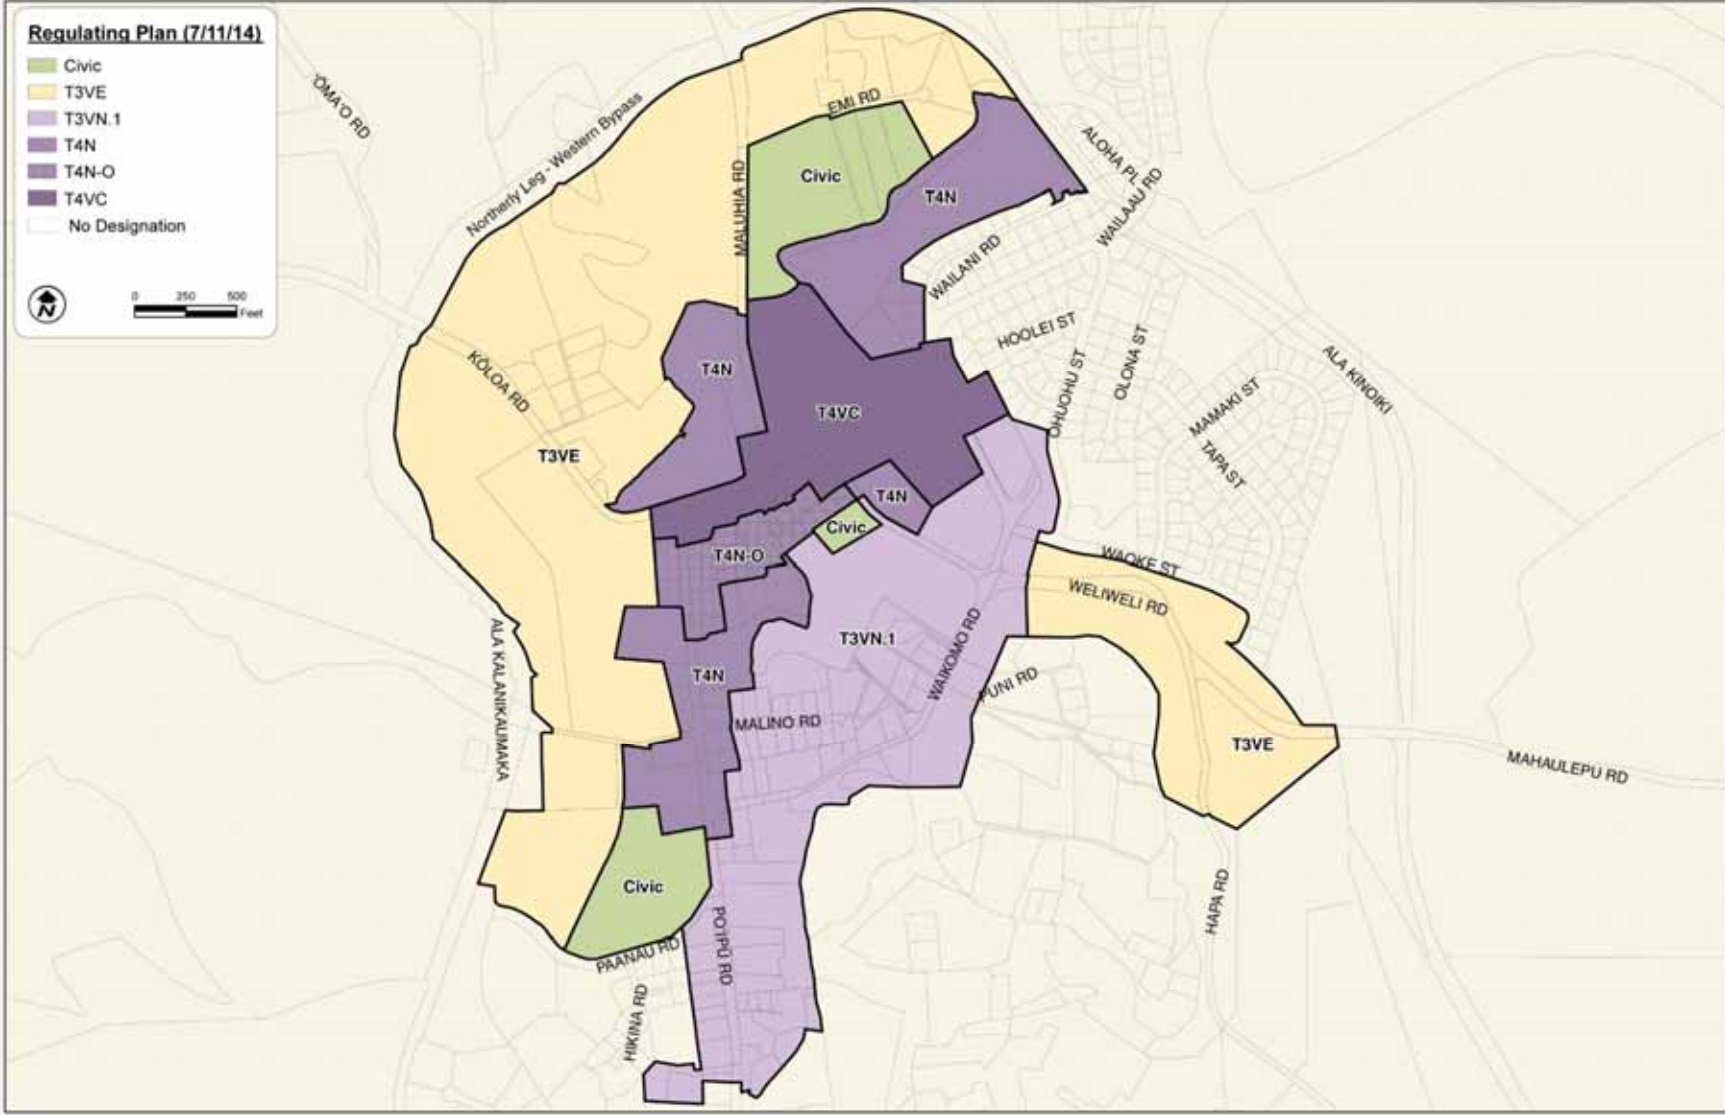 Regulating Plan (7/11/14)
Civic
T3VE
T3VN.1
T4N
T4N-O
T4VC
No Designation
N
0 250 500
Feet
ʻŌMAʻO RD
Northerly Leg - Western Bypass
EMI RD
MALUHIA RD
Civic
T4N
ALOHA PL
WAILAAU RD
WAILANI RD
HOOLEI ST
OHUOHU ST
OLONA ST
MAMAKI ST
TAPA ST
ALA KINOIKI
KŌLOA RD
T4N
T4VC
T3VE
T4N
Civic
T4N-O
WAOKE ST
WELIWELI RD
T3VN.1
WAIKOMO RD
PUNI RD
T4N
MALINO RD
ALA KALANIKAUMAKA
T3VE
MAHAULEPU RD
Civic
HAPA RD
POʻIPŪ RD
PAANAU RD
HIKINA RD